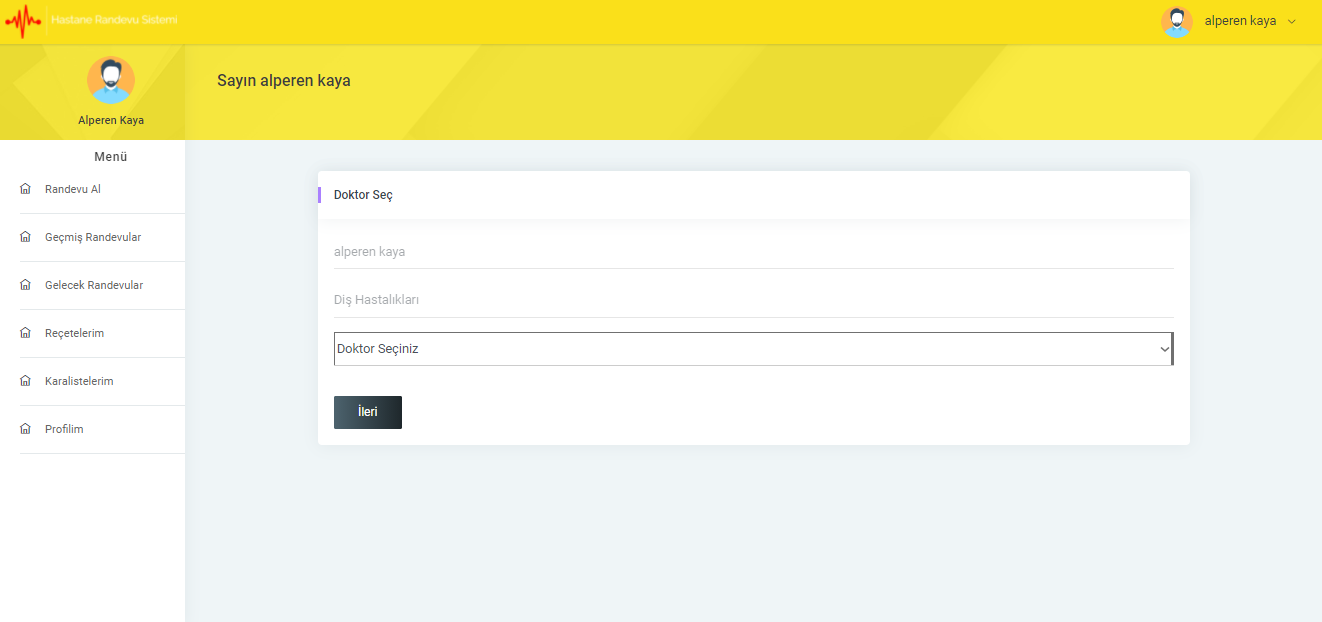 Hastane Randevu Sistemi
alperen kaya
Sayın alperen kaya
Alperen Kaya
Menü
Randevu Al
Geçmiş Randevular
Gelecek Randevular
Reçetelerim
Karalistelerim
Profilim
Doktor Seç
alperen kaya
Diş Hastalıkları
Doktor Seçiniz
İleri